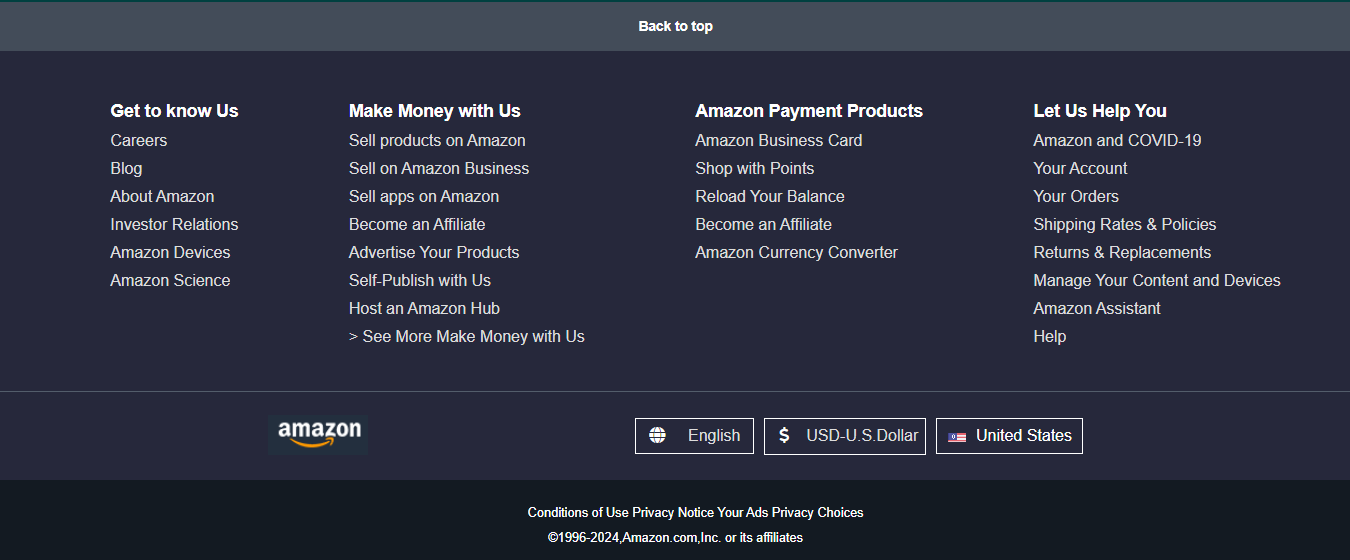 Back to top
Get to know Us
Careers
Blog
About Amazon
Investor Relations
Amazon Devices
Amazon Science
Make Money with Us
Sell products on Amazon
Sell on Amazon Business
Sell apps on Amazon
Become an Affiliate
Advertise Your Products
Self-Publish with Us
Host an Amazon Hub
> See More Make Money with Us
Amazon Payment Products
Amazon Business Card
Shop with Points
Reload Your Balance
Become an Affiliate
Amazon Currency Converter
Let Us Help You
Amazon and COVID-19
Your Account
Your Orders
Shipping Rates & Policies
Returns & Replacements
Manage Your Content and Devices
Amazon Assistant
Help
amazon
English
$ USD-U.S.Dollar
United States
Conditions of Use Privacy Notice Your Ads Privacy Choices
©1996-2024,Amazon.com,Inc. or its affiliates